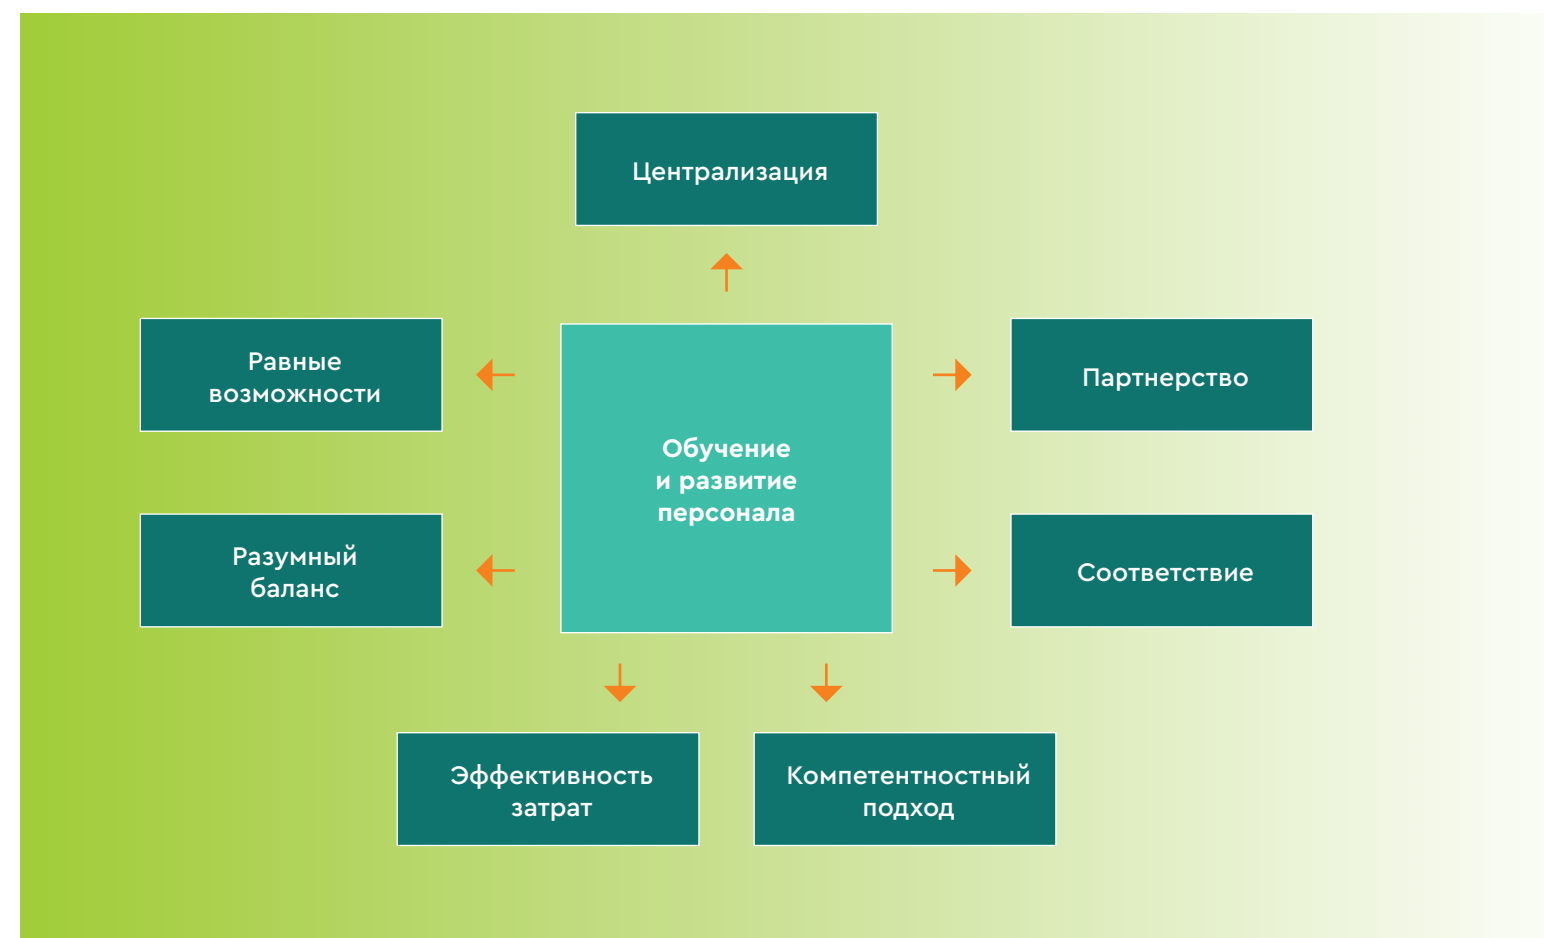 Централизация
Равные
возможности
Партнерство
Обучение
и развитие
персонала
Разумный
баланс
Соответствие
Эффективность
затрат
Компетентностный
подход